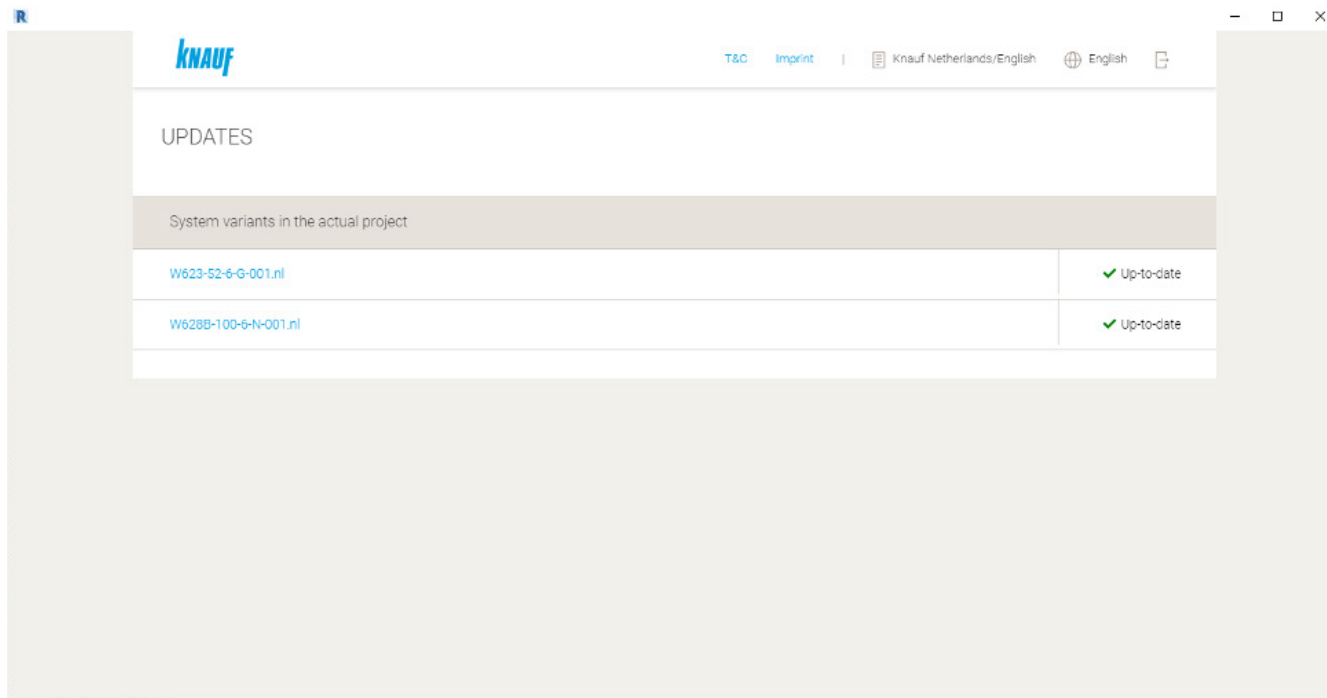 R
KNAUF
T&C Imprint | Knauf Netherlands/English English
UPDATES
System variants in the actual project
W623-52-6-G-001.nl Up-to-date
W628B-100-6-N-001.nl Up-to-date